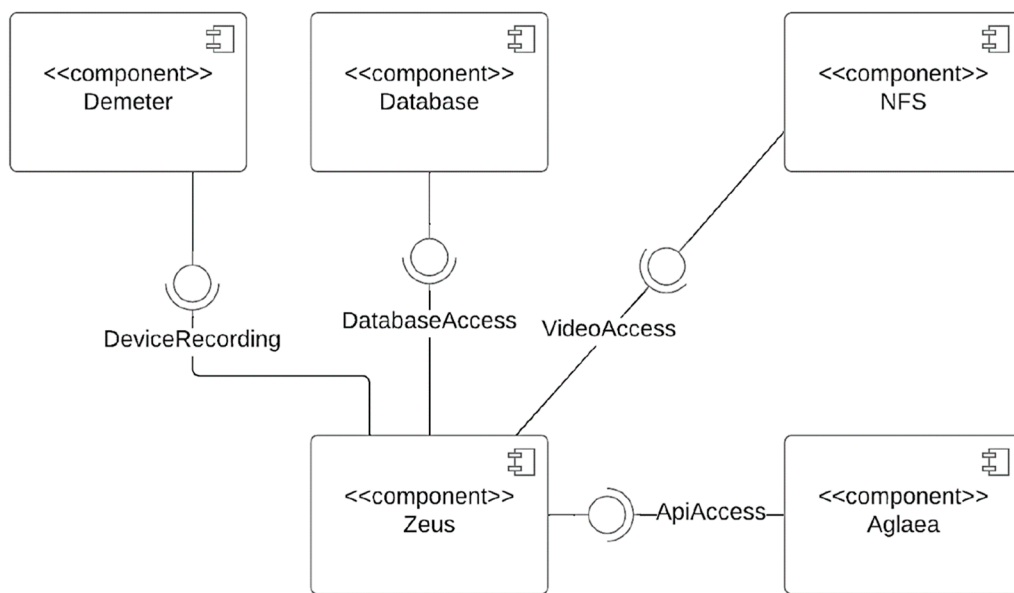 <<component>>
Demeter
<<component>>
Database
<<component>>
NFS
DeviceRecording
DatabaseAccess
VideoAccess
<<component>>
Zeus
ApiAccess
<<component>>
Aglaea